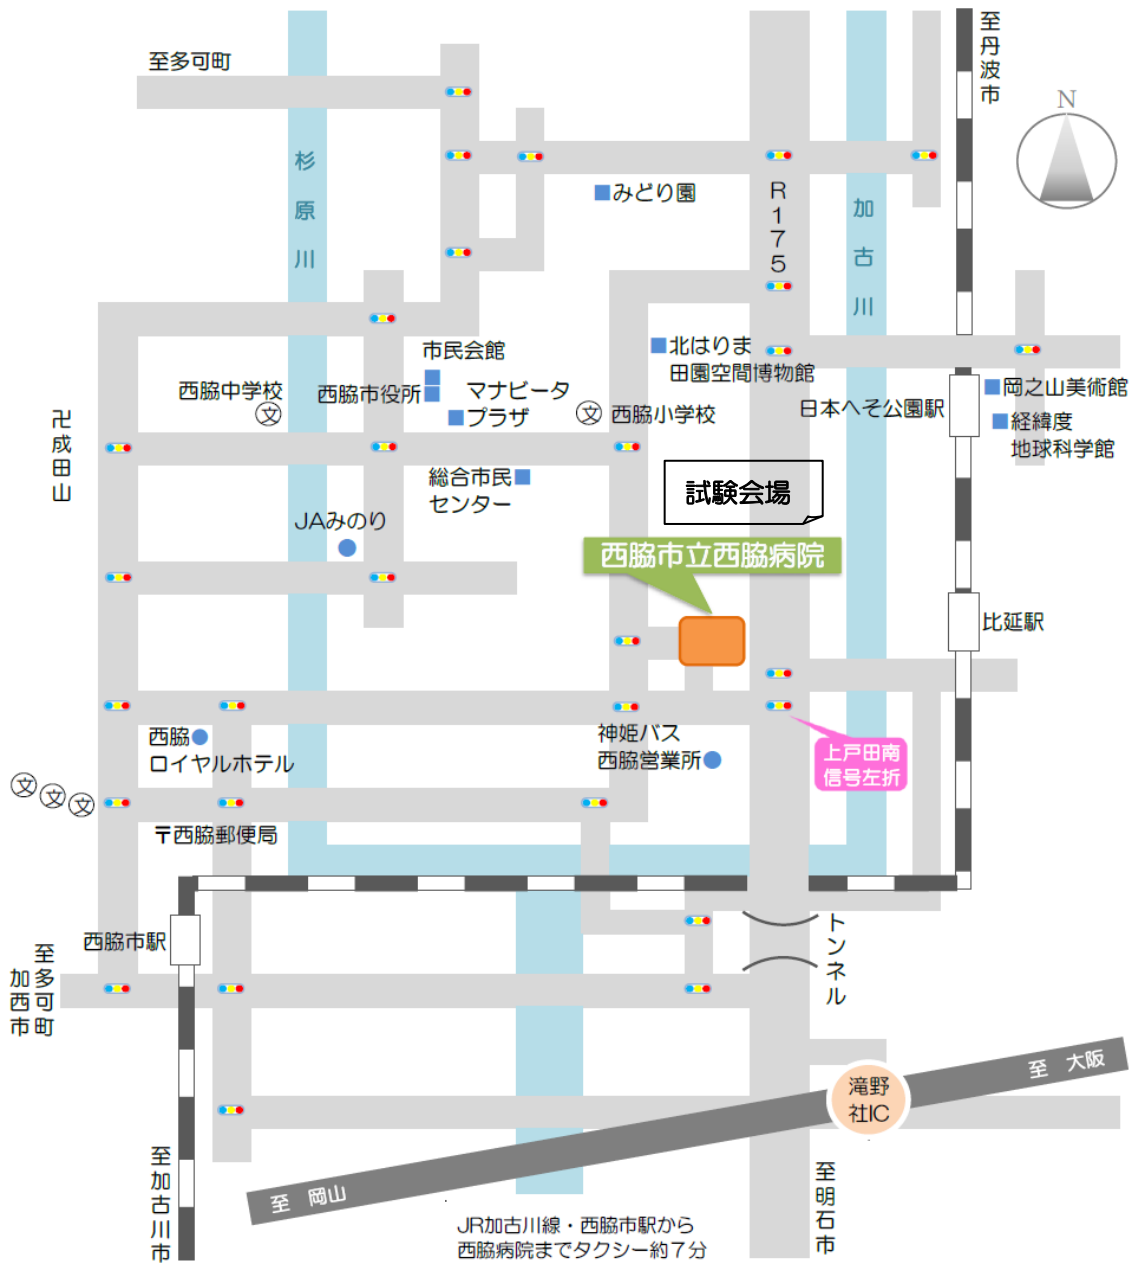 至丹波市
至多可町
N
杉原川
R175
加古川
みどり園
市民会館
北はりま
田園空間博物館
西脇中学校
文
西脇市役所
マナビータ
プラザ
文
西脇小学校
日本へそ公園駅
岡之山美術館
経緯度
地球科学館
卍成田山
総合市民
センター
試験会場
JAみのり
西脇市立西脇病院
比延駅
西脇
ロイヤルホテル
神姫バス
西脇営業所
上戸田南
信号左折
文
文
文
〒西脇郵便局
西脇市駅
トンネル
至多可町
加西市
至 大阪
滝野
社IC
至加古川市
至 岡山
至明石市
JR加古川線・西脇市駅から
西脇病院までタクシー約7分